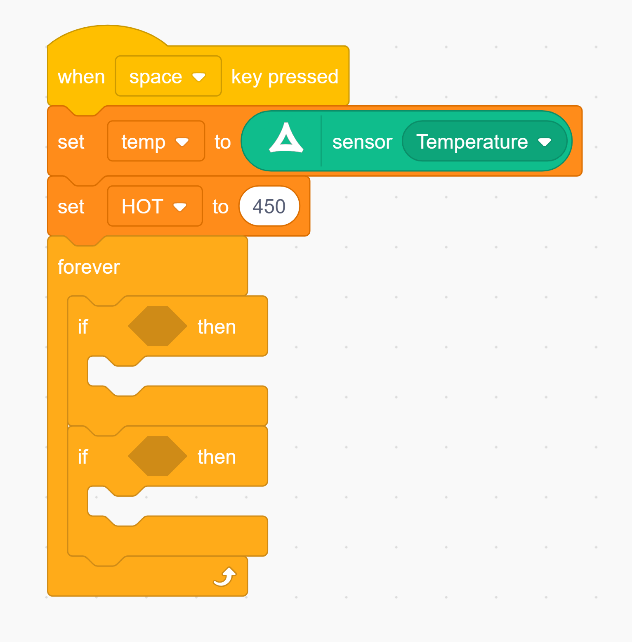 when space key pressed
set temp to sensor Temperature
set HOT to 450
forever
if then
if then